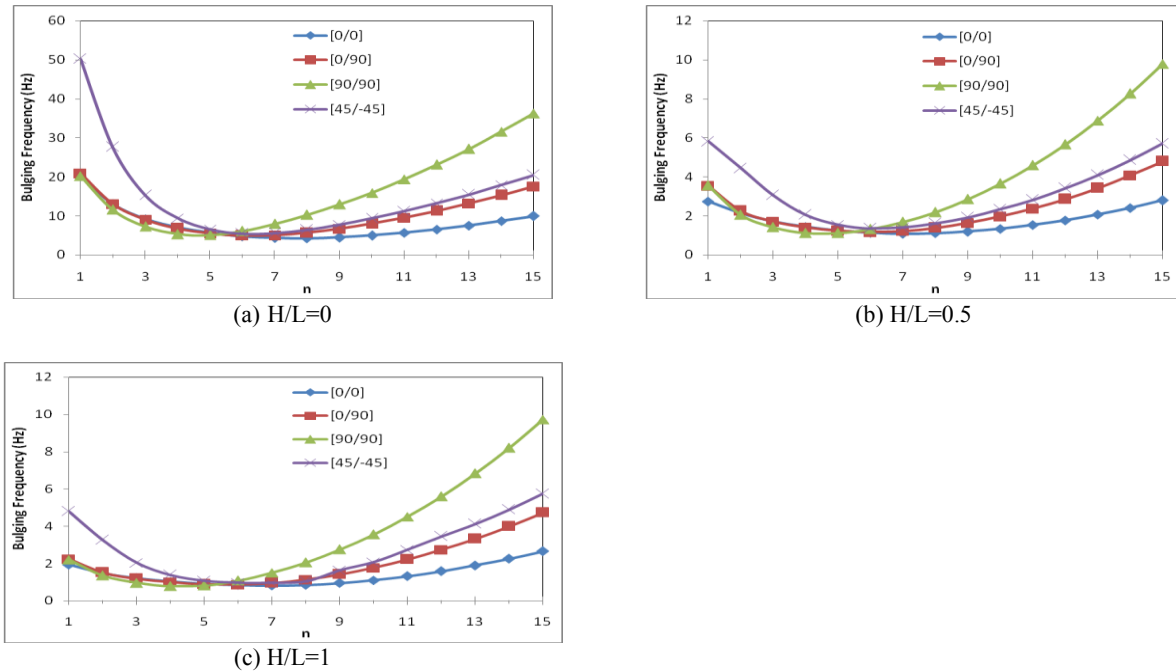 60
50
40
30
20
10
0
Bulging Frequency (Hz)
[0/0]
[0/90]
[90/90]
[45/-45]
1 3 5 7 9 11 13 15
n
(a) H/L=0
12
10
8
6
4
2
0
Bulging Frequency (Hz)
[0/0]
[0/90]
[90/90]
[45/-45]
1 3 5 7 9 11 13 15
n
(b) H/L=0.5
12
10
8
6
4
2
0
Bulging Frequency (Hz)
[0/0]
[0/90]
[90/90]
[45/-45]
1 3 5 7 9 11 13 15
n
(c) H/L=1